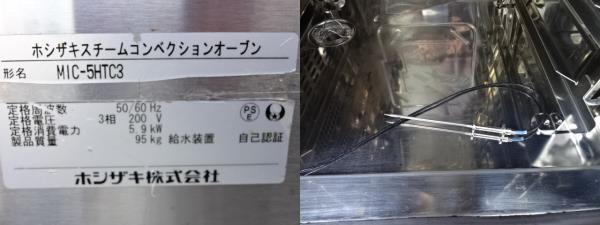 ホシザキスチームコンベクションオーブン
形名 MIC-5HTC3
定格周波数 50/60 Hz
定格電圧 3相 200 V
定格消費電力 5.9 kW
製品質量 95 kg 給水装置 自己認証
PS E
ホシザキ株式会社